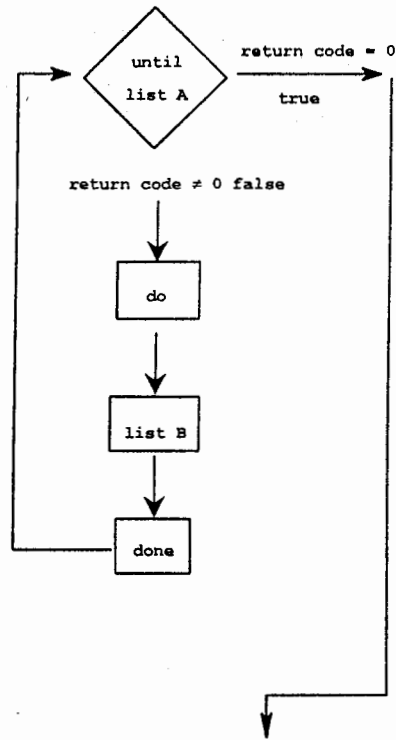 until
list A
return code = 0
true
return code ≠ 0 false
do
list B
done